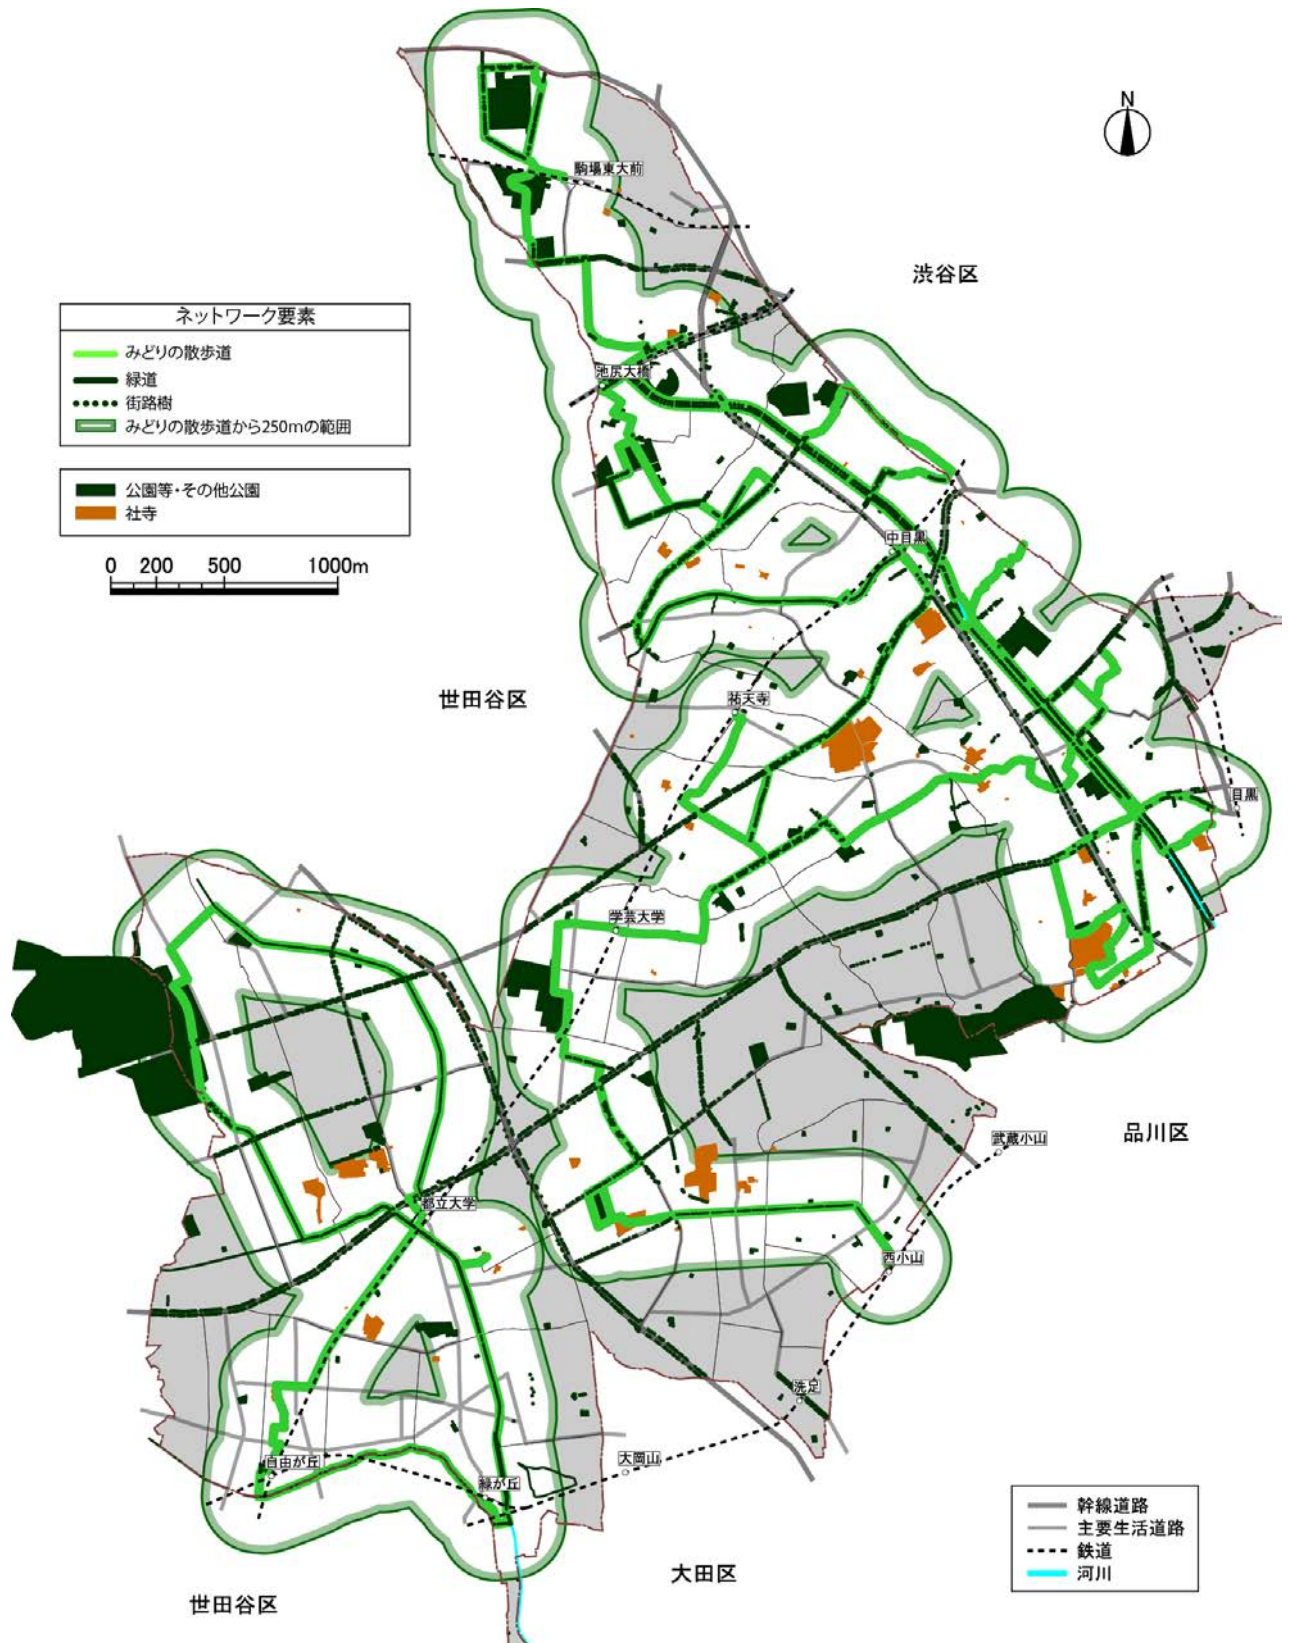 N
駒場東大前
渋谷区
ネットワーク要素
みどりの散歩道
緑道
街路樹
みどりの散歩道から250mの範囲
池尻大橋
公園等・その他公園
社寺
中目黒
0 200 500 1000m
世田谷区
祐天寺
目黒
学芸大学
品川区
武蔵小山
都立大学
西小山
洗足
自由が丘
緑が丘
大岡山
幹線道路
主要生活道路
鉄道
河川
大田区
世田谷区